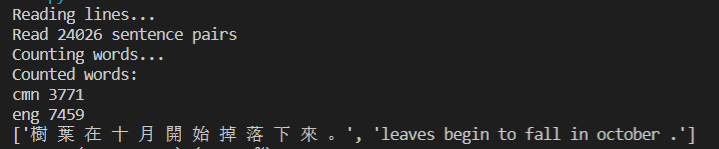 Reading lines...
Read 24026 sentence pairs
Counting words...
Counted words:
cmn 3771
eng 7459
['樹 葉 在 十 月 開 始 掉 落 下 來 。', 'leaves begin to fall in october .']